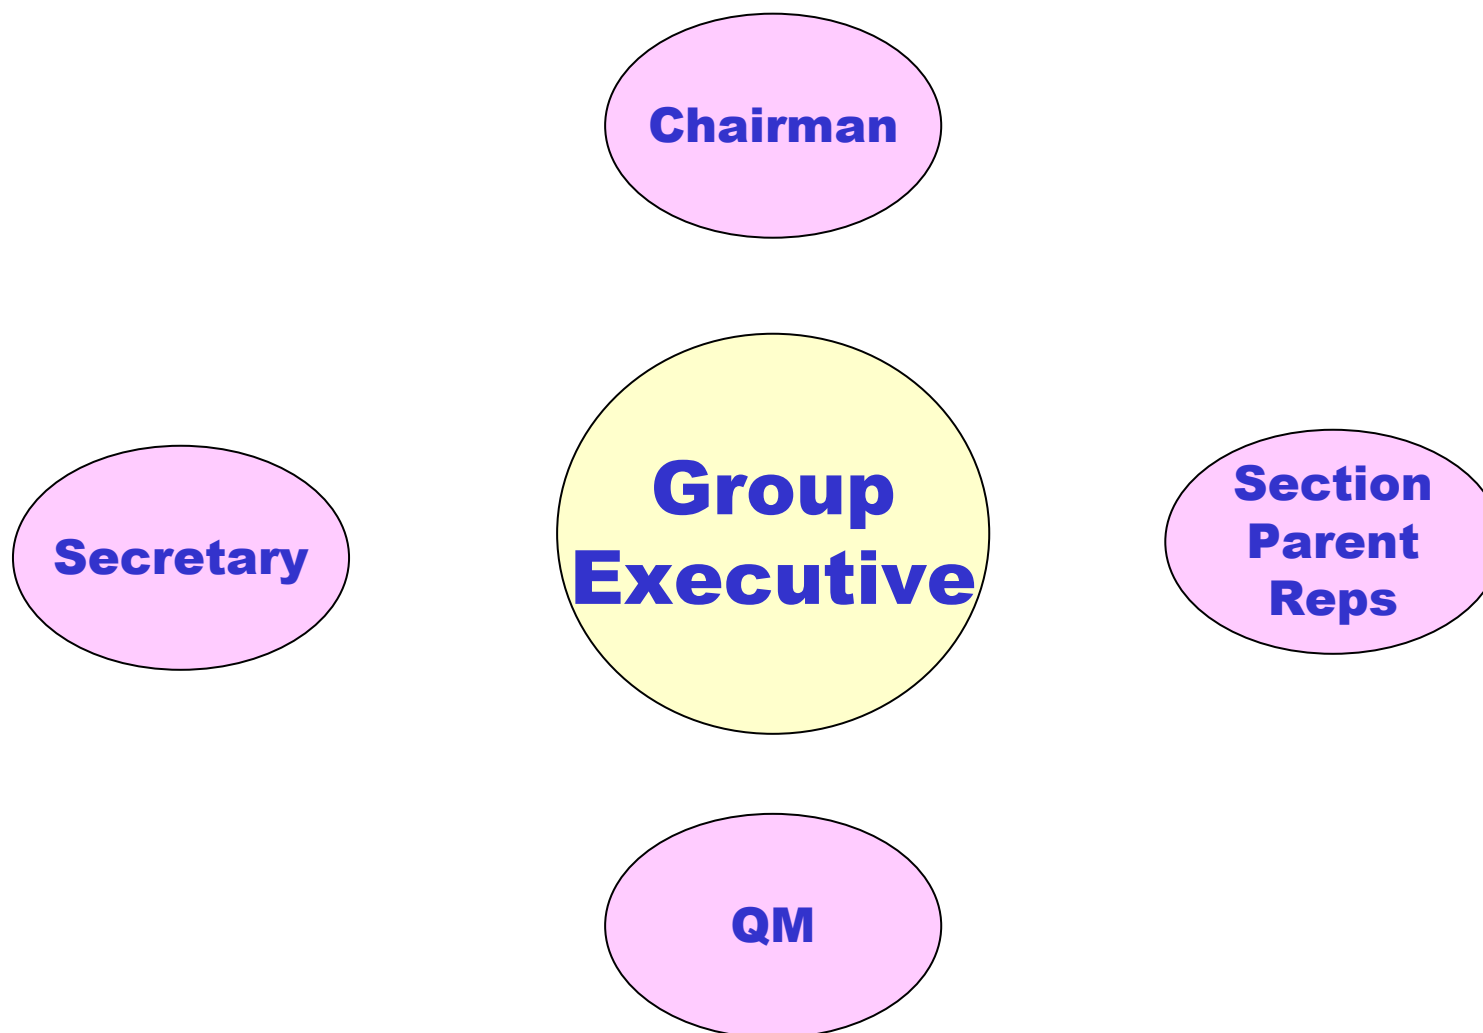 Chairman
Group
Executive
Secretary
Section
Parent
Reps
QM